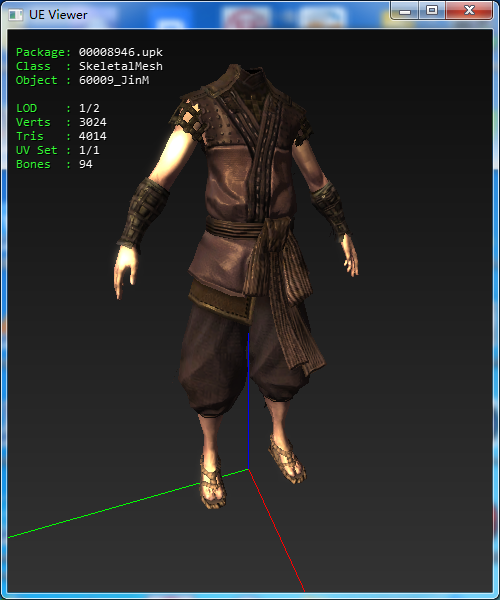 UE Viewer
Package: 00008946.upk
Class : SkeletalMesh
Object : 60009_JinM
LOD : 1/2
Verts : 3024
Tris : 4014
UV Set : 1/1
Bones : 94